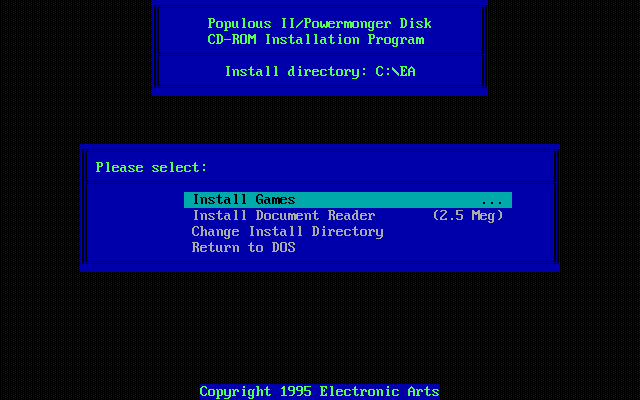 Populous II/Powermonger Disk
CD-ROM Installation Program
Install directory: C:\EA
Please select:
Install Games ...
Install Document Reader (2.5 Meg)
Change Install Directory
Return to DOS
Copyright 1995 Electronic Arts